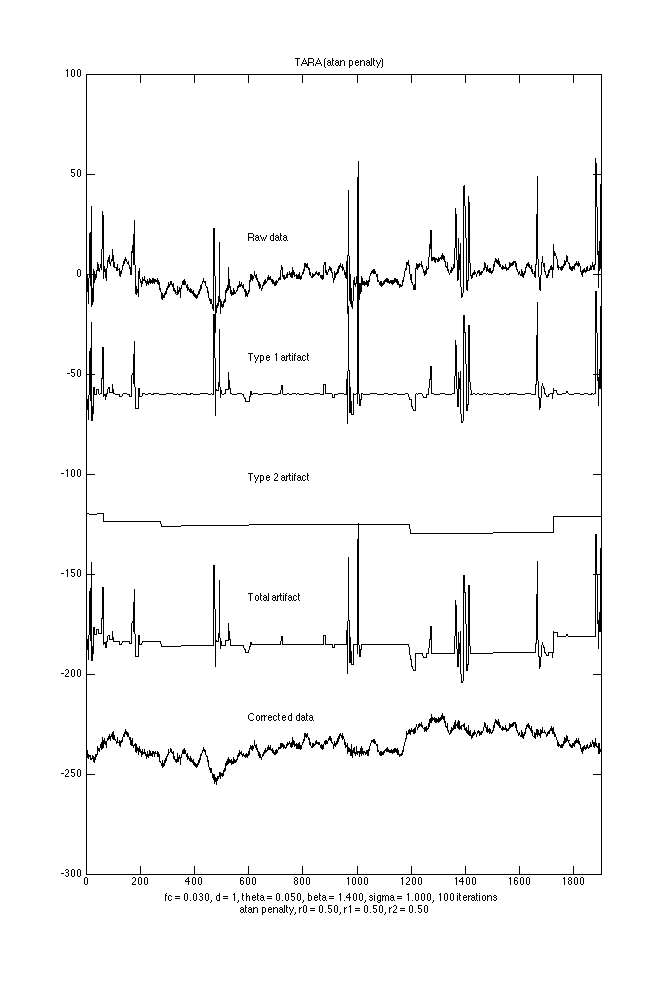 TARA (atan penalty)
100
50
Raw data
0
Type 1 artifact
-50
-100
Type 2 artifact
-150
Total artifact
-200
Corrected data
-250
-300
0 200 400 600 800 1000 1200 1400 1600 1800
fc = 0.030, d = 1, theta = 0.050, beta = 1.400, sigma = 1.000, 100 iterations
atan penalty, r0 = 0.50, r1 = 0.50, r2 = 0.50